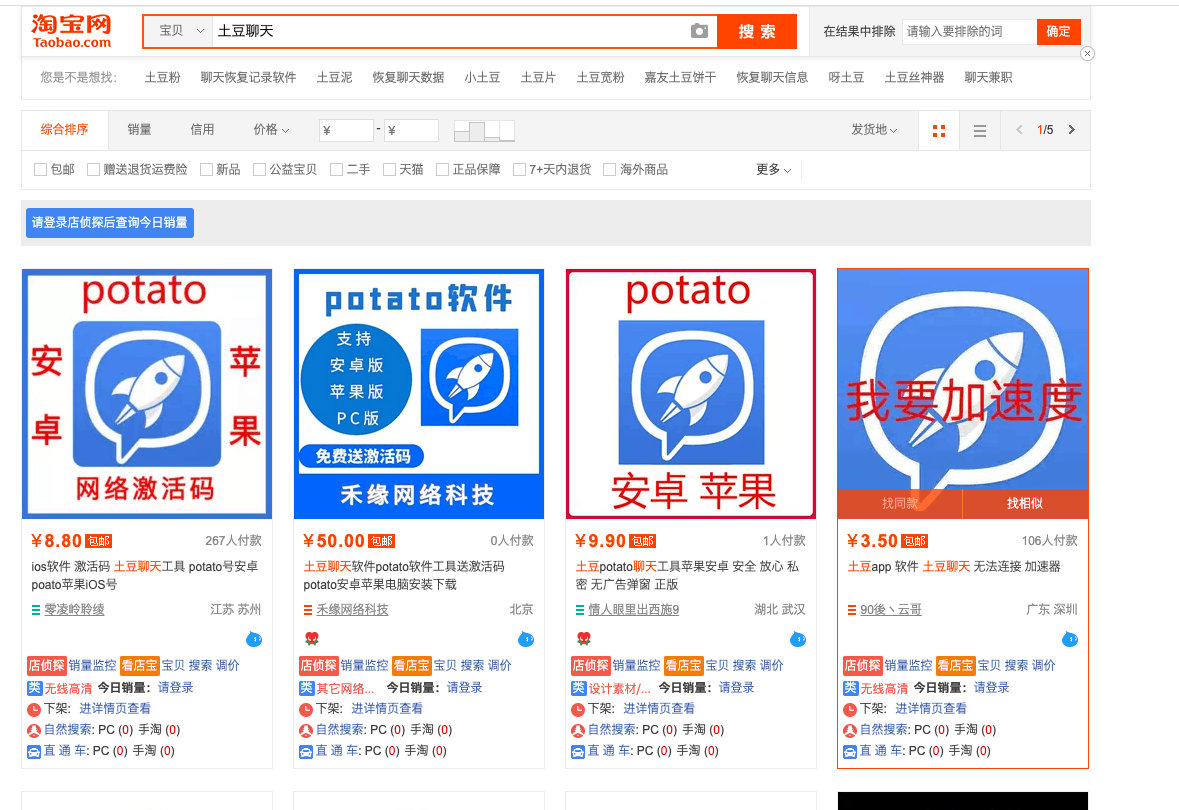 淘宝网
Taobao.com
宝贝 土豆聊天 搜索 在结果中排除 请输入要排除的词 确定
您是不是想找: 土豆粉 聊天恢复记录软件 土豆泥 恢复聊天数据 小土豆 土豆片 土豆宽粉 嘉友土豆饼干 恢复聊天信息 呀土豆 土豆丝神器 聊天兼职
综合排序 销量 信用 价格 ¥ - ¥ 发货地 < 1/5 >
包邮 赠送退货运费险 新品 公益宝贝 二手 天猫 正品保障 7+天内退货 海外商品 更多
请登录店侦探后查询今日销量
potato
安卓
苹果
网络激活码
¥8.80 包邮 267人付款
ios软件 激活码 土豆聊天工具 potato号安卓
poato苹果iOS号
零凌岭聆绫 江苏 苏州
店侦探 销量监控 看店宝 宝贝 搜索 调价
类 无线高清 今日销量: 请登录
下架: 进详情页查看
自然搜索: PC (0) 手淘 (0)
直 通 车: PC (0) 手淘 (0)
potato软件
支持
安卓版
苹果版
PC版
免费送激活码
禾缘网络科技
¥50.00 包邮 0人付款
土豆聊天软件potato软件工具送激活码
potato安卓苹果电脑安装下载
禾缘网络科技 北京
店侦探 销量监控 看店宝 宝贝 搜索 调价
类 其它网络... 今日销量: 请登录
下架: 进详情页查看
自然搜索: PC (0) 手淘 (0)
直 通 车: PC (0) 手淘 (0)
potato
安卓 苹果
¥9.90 包邮 1人付款
土豆potato聊天工具苹果安卓 安全 放心 私
密 无广告弹窗 正版
情人眼里出西施9 湖北 武汉
店侦探 销量监控 看店宝 宝贝 搜索 调价
类 设计素材/... 今日销量: 请登录
下架: 进详情页查看
自然搜索: PC (0) 手淘 (0)
直 通 车: PC (0) 手淘 (0)
我要加速度
找同款 找相似
¥3.50 包邮 106人付款
土豆app 软件 土豆聊天 无法连接 加速器
90後丶云哥 广东 深圳
店侦探 销量监控 看店宝 宝贝 搜索 调价
类 无线高清 今日销量: 请登录
下架: 进详情页查看
自然搜索: PC (0) 手淘 (0)
直 通 车: PC (0) 手淘 (0)